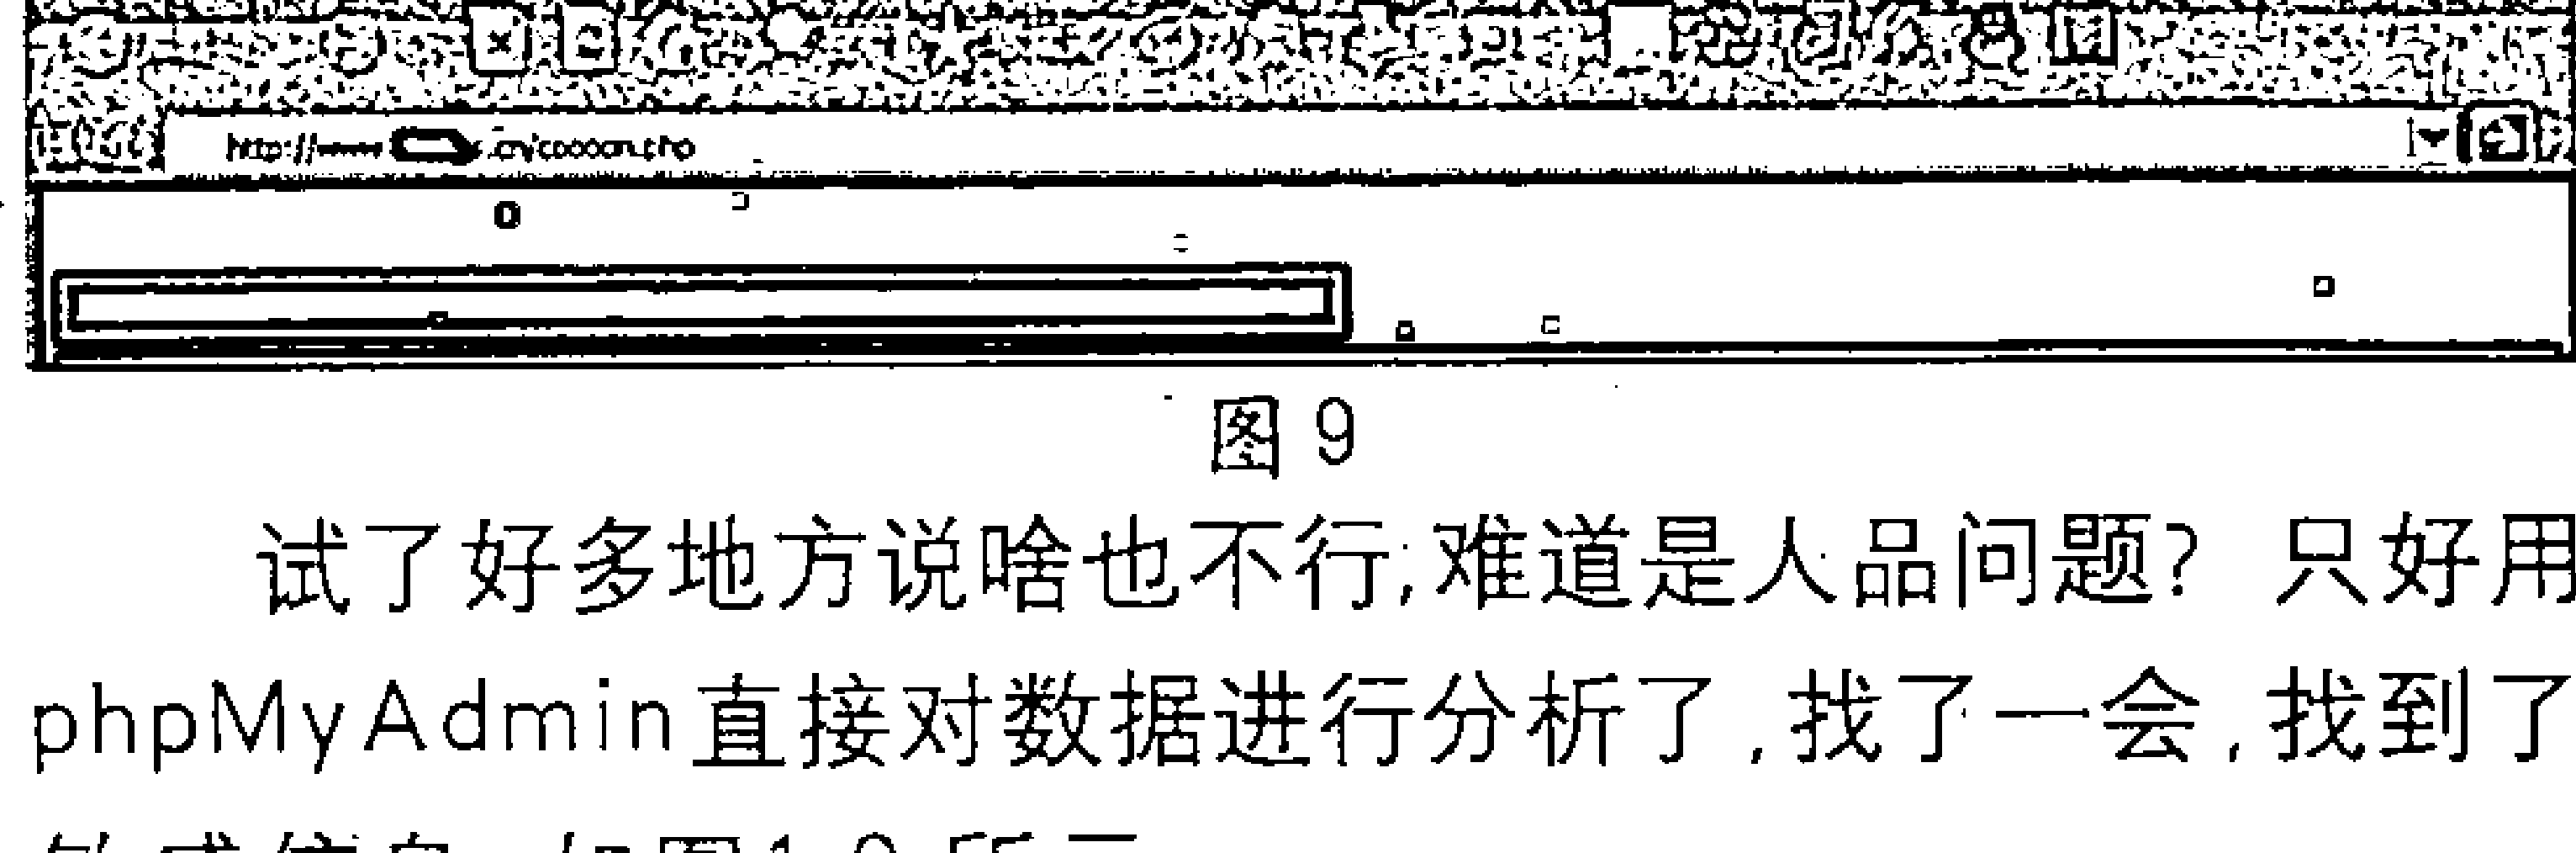 http://
图9
试了好多地方说啥也不行,难道是人品问题? 只好用
phpMyAdmin直接对数据进行分析了,找了一会,找到了